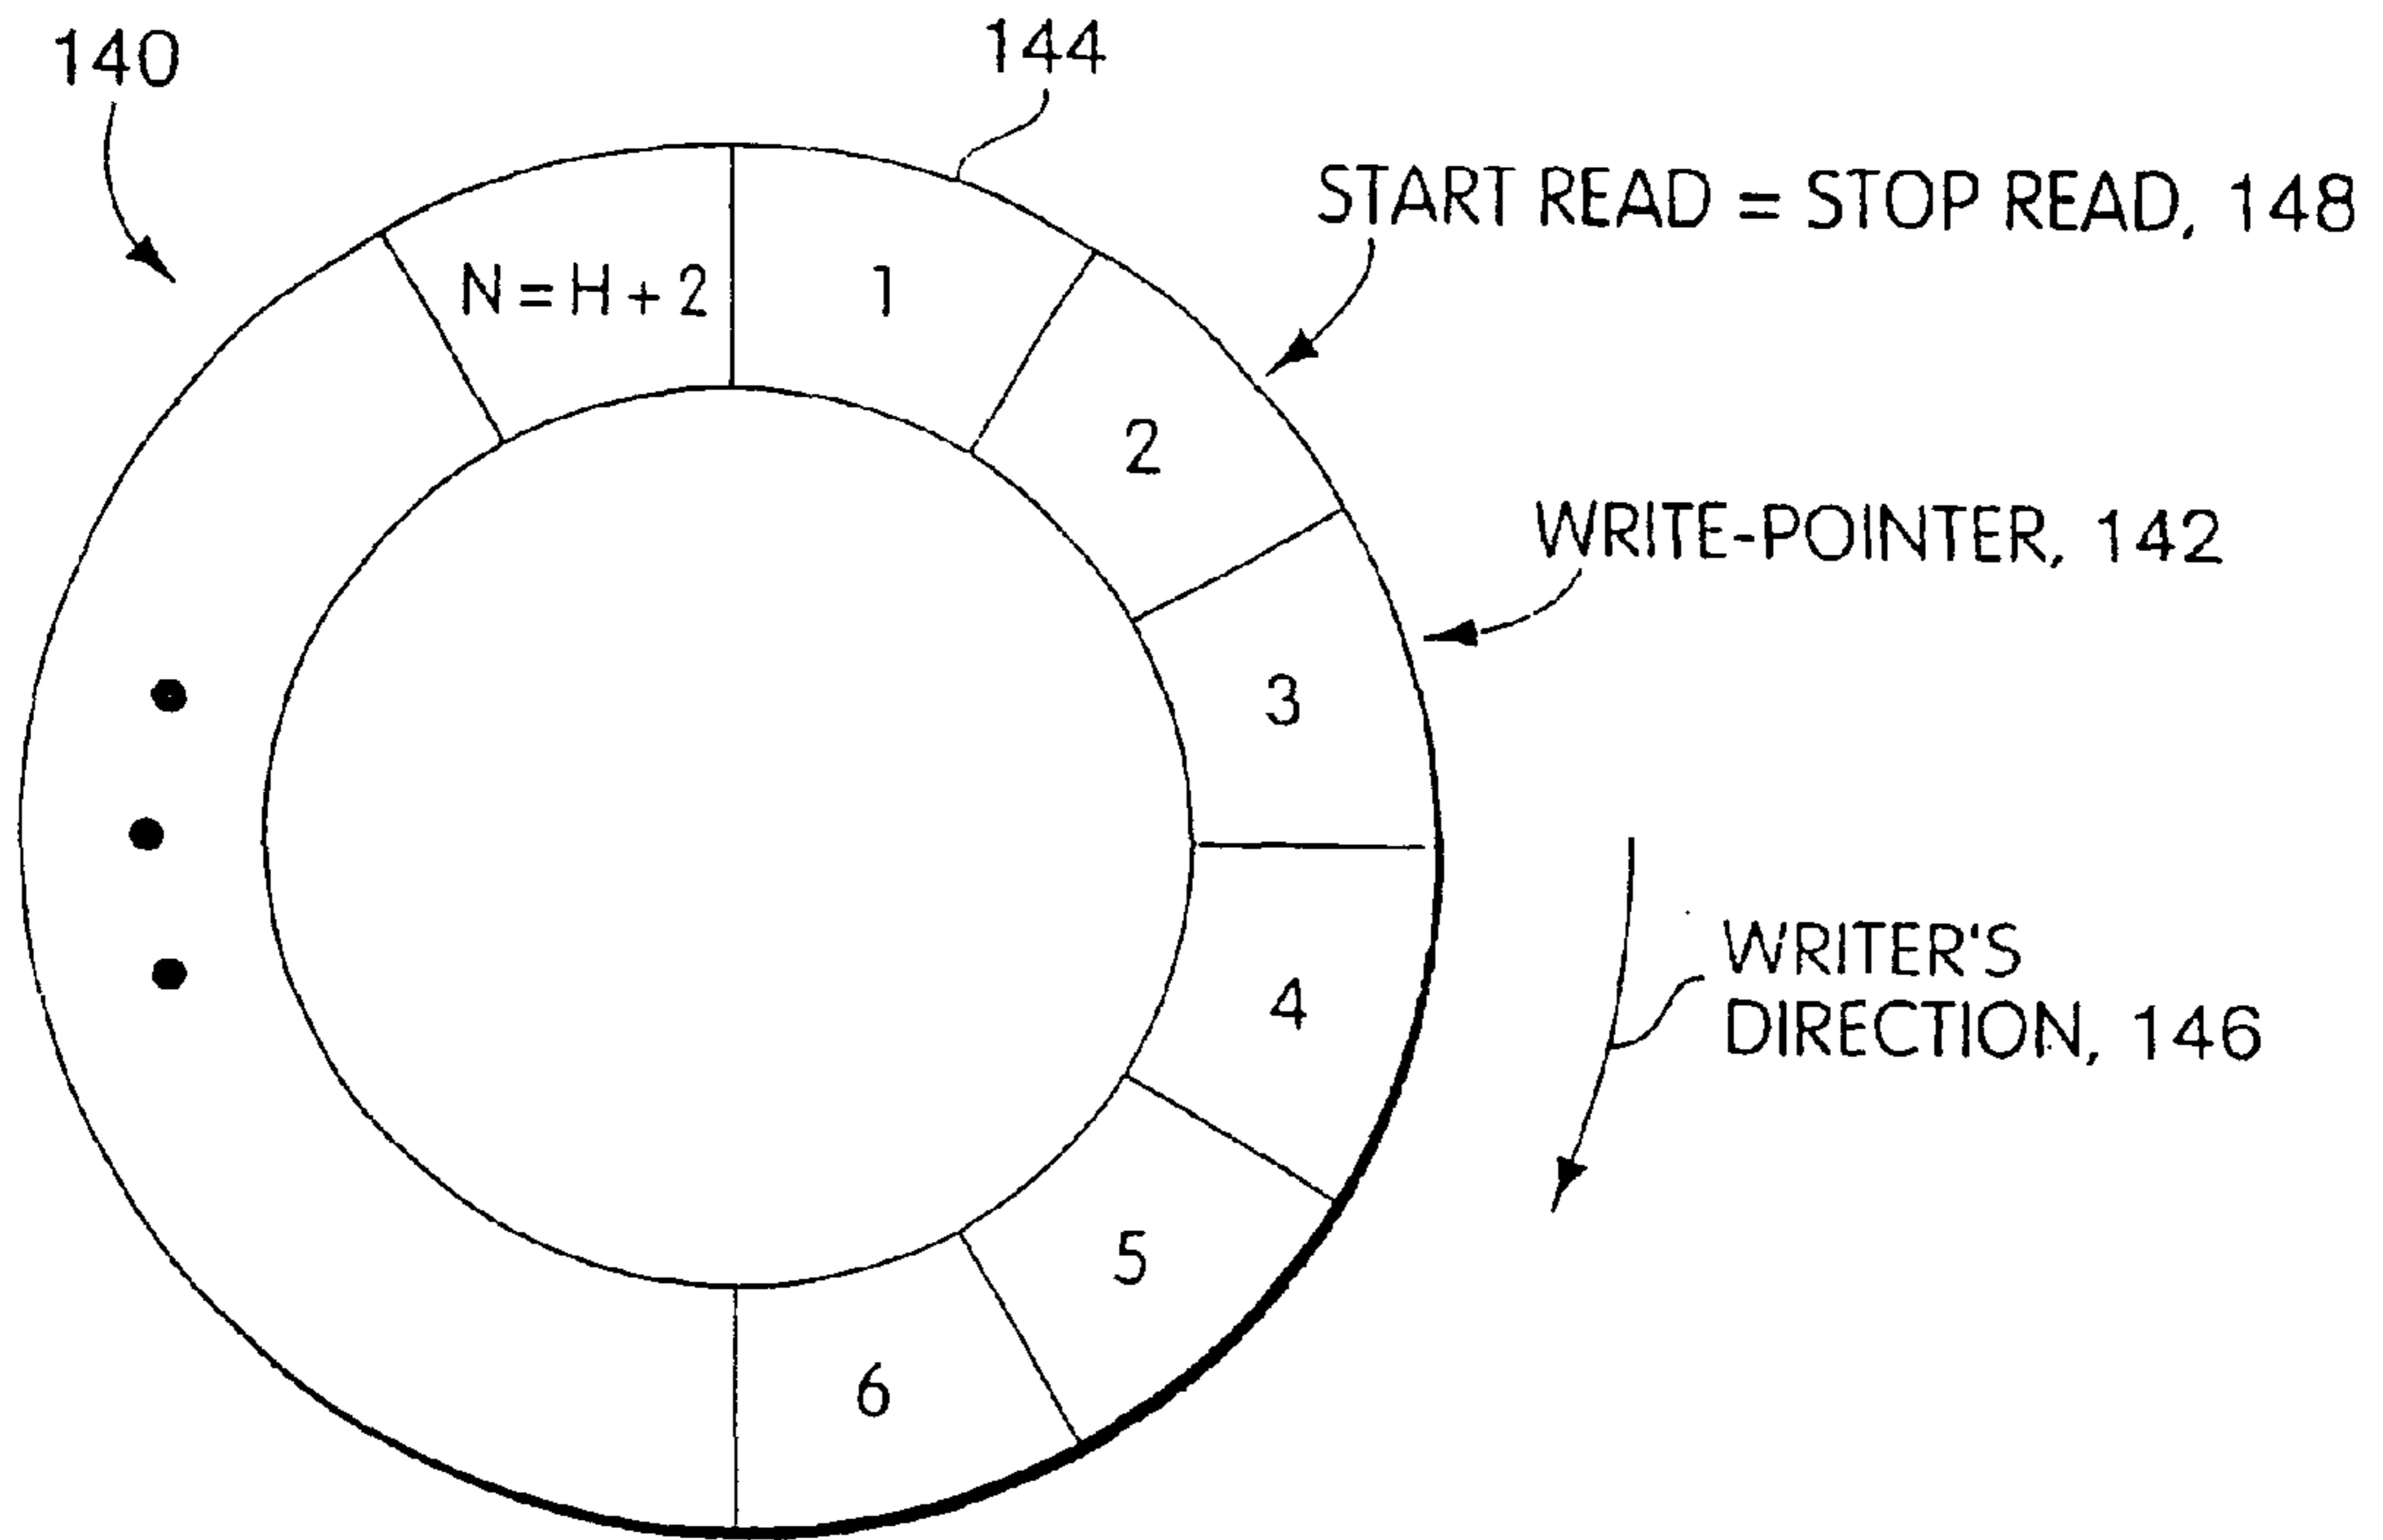 140
144
START READ = STOP READ, 148
N = H + 2
1
2
WRITE-POINTER, 142
3
WRITER'S
DIRECTION, 146
4
5
6